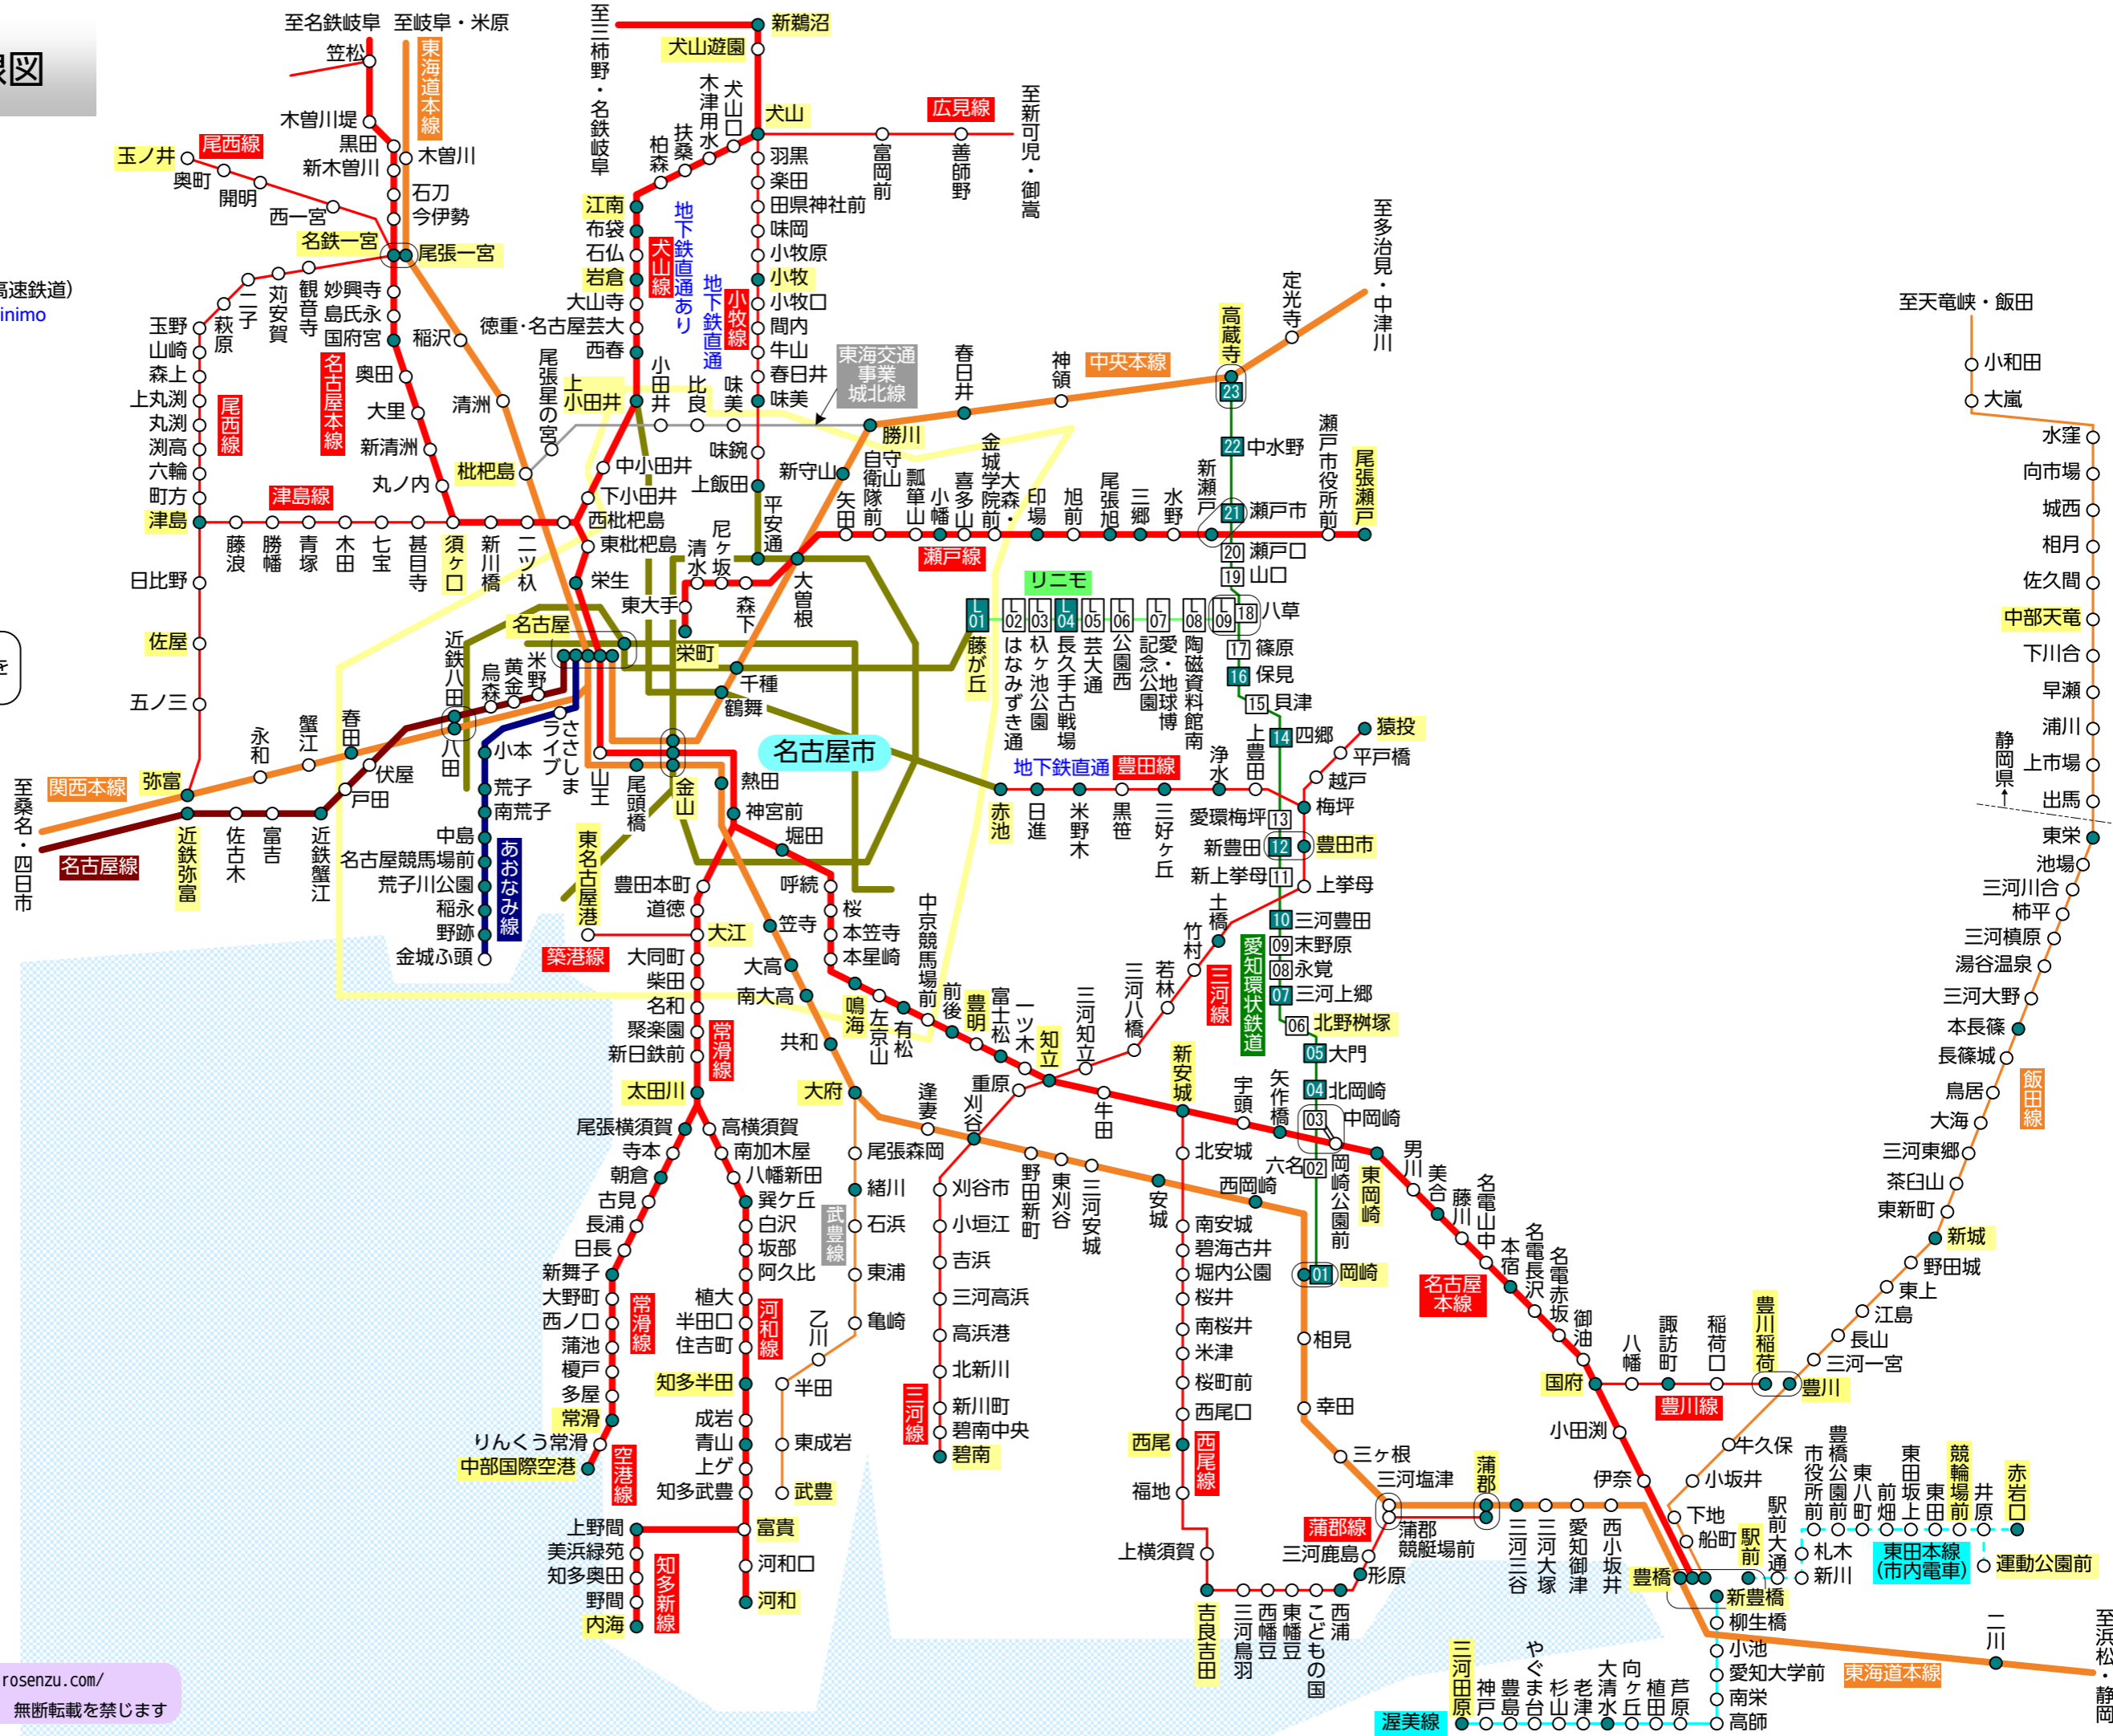 線図
高速鉄道）
inimo
を
至名鉄岐阜
至岐阜・米原
東海道本線
笠松
木曽川堤
黒田
新木曽川
木曽川
石刀
今伊勢
玉ノ井
尾西線
奥町
開明
西一宮
名鉄一宮
尾張一宮
観音寺
苅安賀
二子
萩原
玉野
山崎
森上
上丸渕
丸渕
渕高
六輪
町方
津島
尾西線
日比野
佐屋
五ノ三
弥富
妙興寺
島氏永
国府宮
名古屋本線
奥田
大里
新清洲
丸ノ内
稲沢
清洲
枇杷島
津島線
藤浪
勝幡
青塚
木田
七宝
甚目寺
須ヶ口
新川橋
二ツ杁
西枇杷島
東枇杷島
栄生
名古屋
至三柿野・名鉄岐阜
新鵜沼
犬山遊園
犬山
犬山口
木津用水
扶桑
柏森
江南
布袋
石仏
岩倉
大山寺
徳重・名古屋芸大
西春
上小田井
中小田井
下小田井
犬山線
地下鉄直通あり
広見線
富岡前
善師野
至新可児・御嵩
羽黒
楽田
田県神社前
味岡
小牧原
小牧
小牧口
間内
牛山
春日井
味美
味鋺
上飯田
平安通
小牧線
地下鉄直通
尾張星の宮
小田井
比良
味美
東海交通
事業
城北線
勝川
春日井
神領
中央本線
高蔵寺
定光寺
至多治見・中津川
新守山
大曽根
千種
鶴舞
金山
栄町
東大手
清水
尼ヶ坂
森下
矢田
守山
自衛隊前
瓢箪山
小幡
喜多山
大森・
金城学院前
印場
旭前
尾張旭
三郷
水野
新瀬戸
瀬戸市役所前
尾張瀬戸
瀬戸線
23
22 中水野
21 瀬戸市
20 瀬戸口
19 山口
18 八草
17 篠原
16 保見
15 貝津
14 四郷
13 愛環梅坪
12 新豊田
11 新上挙母
10 三河豊田
09 末野原
08 永覚
07 三河上郷
06 北野桝塚
05 大門
04 北岡崎
03 中岡崎
02 六名
01 岡崎
愛知環状鉄道
リニモ
L01 藤が丘
L02 はなみずき通
L03 杁ヶ池公園
L04 長久手古戦場
L05 芸大通
L06 公園西
L07 愛・地球博
記念公園
L08 陶磁資料館南
L09
名古屋市
地下鉄直通
豊田線
赤池
日進
米野木
黒笹
三好ヶ丘
浄水
上豊田
梅坪
越戸
平戸橋
猿投
豊田市
上挙母
土橋
竹村
若林
三河八橋
三河知立
三河線
近鉄八田
烏森
黄金
米野
八田
春田
蟹江
永和
関西本線
至桑名・四日市
名古屋線
近鉄弥富
佐古木
富吉
近鉄蟹江
戸田
伏屋
ささしま
ライブ
小本
荒子
南荒子
中島
名古屋競馬場前
荒子川公園
稲永
野跡
金城ふ頭
あおなみ線
山王
尾頭橋
熱田
神宮前
堀田
呼続
桜
本笠寺
本星崎
鳴海
左京山
有松
中京競馬場前
前後
豊明
富士松
一ツ木
知立
牛田
新安城
宇頭
矢作橋
岡崎公園前
東岡崎
男川
美合
藤川
名電山中
本宿
名電長沢
名電赤坂
御油
国府
小田渕
伊奈
豊橋
名古屋
本線
東名古屋港
築港線
豊田本町
道徳
大江
大同町
柴田
名和
聚楽園
新日鉄前
太田川
常滑線
尾張横須賀
寺本
朝倉
古見
長浦
日長
新舞子
大野町
西ノ口
蒲池
榎戸
多屋
常滑
常滑線
りんくう常滑
中部国際空港
空港線
高横須賀
南加木屋
八幡新田
巽ケ丘
白沢
坂部
阿久比
植大
半田口
住吉町
知多半田
成岩
青山
上ゲ
知多武豊
富貴
河和口
河和
河和線
上野間
美浜緑苑
知多奥田
野間
内海
知多新線
笠寺
大高
南大高
共和
大府
逢妻
刈谷
野田新町
東刈谷
三河安城
安城
西岡崎
相見
幸田
三ヶ根
三河塩津
蒲郡
三河三谷
三河大塚
愛知御津
西小坂井
尾張森岡
緒川
石浜
東浦
亀崎
乙川
半田
東成岩
武豊
武豊線
重原
刈谷市
小垣江
吉浜
三河高浜
高浜港
北新川
新川町
碧南中央
碧南
三河線
北安城
南安城
碧海古井
堀内公園
桜井
南桜井
米津
桜町前
西尾口
西尾
福地
上横須賀
吉良吉田
西尾線
三河鳥羽
西幡豆
東幡豆
こどもの国
西浦
形原
三河鹿島
蒲郡
競艇場前
蒲郡線
八幡
諏訪町
稲荷口
豊川稲荷
豊川線
豊川
牛久保
小坂井
下地
船町
至天竜峡・飯田
小和田
大嵐
水窪
向市場
城西
相月
佐久間
中部天竜
下川合
早瀬
浦川
上市場
出馬
静岡県→
東栄
池場
三河川合
柿平
三河槙原
湯谷温泉
三河大野
本長篠
長篠城
鳥居
大海
三河東郷
茶臼山
東新町
新城
野田城
東上
江島
長山
三河一宮
飯田線
駅前
駅前大通
新川
札木
市役所前
豊橋公園前
東八町
前畑
東田坂上
東田
競輪場前
井原
赤岩口
運動公園前
東田本線
(市内電車)
新豊橋
柳生橋
小池
愛知大学前
南栄
高師
芦原
植田
向ヶ丘
大清水
老津
杉山
やぐま台
豊島
神戸
三河田原
渥美線
東海道本線
二川
至浜松・静岡
rosenzu.com/
無断転載を禁じます